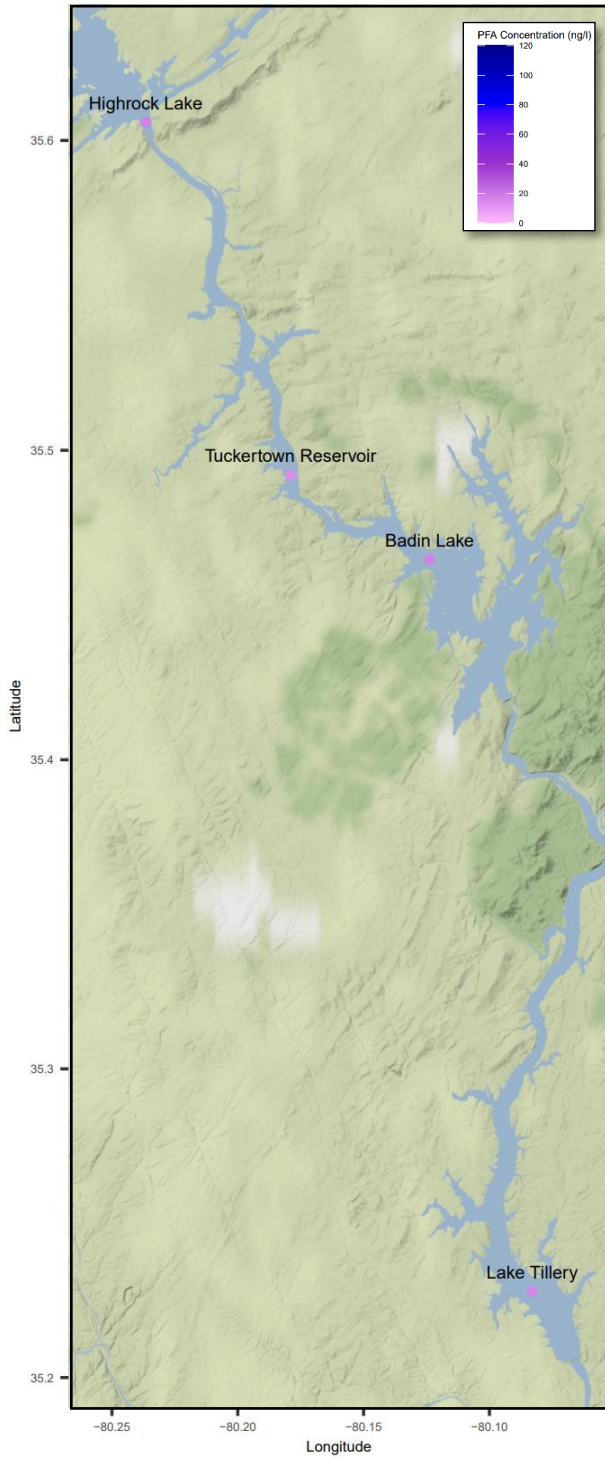 PFA Concentration (ng/l)
120
100
80
60
40
20
0
Highrock Lake
35.6
35.5
Tuckertown Reservoir
Badin Lake
Latitude
35.4
35.3
Lake Tillery
35.2
−80.25
−80.20
−80.15
−80.10
Longitude